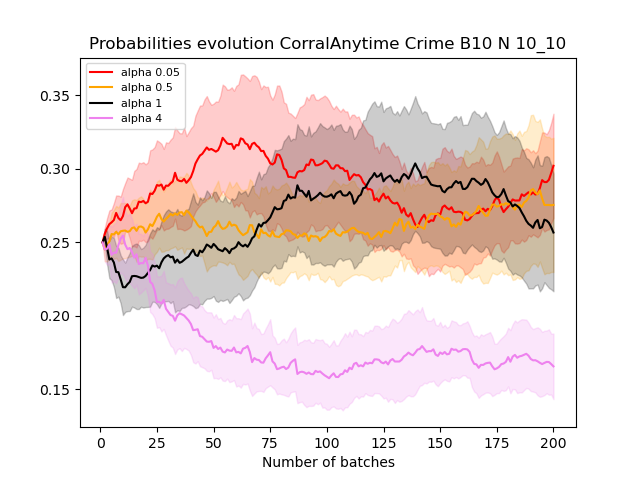 Probabilities evolution CorralAnytime Crime B10 N 10_10
alpha 0.05
alpha 0.5
alpha 1
alpha 4
0.35
0.30
0.25
0.20
0.15
0 25 50 75 100 125 150 175 200
Number of batches